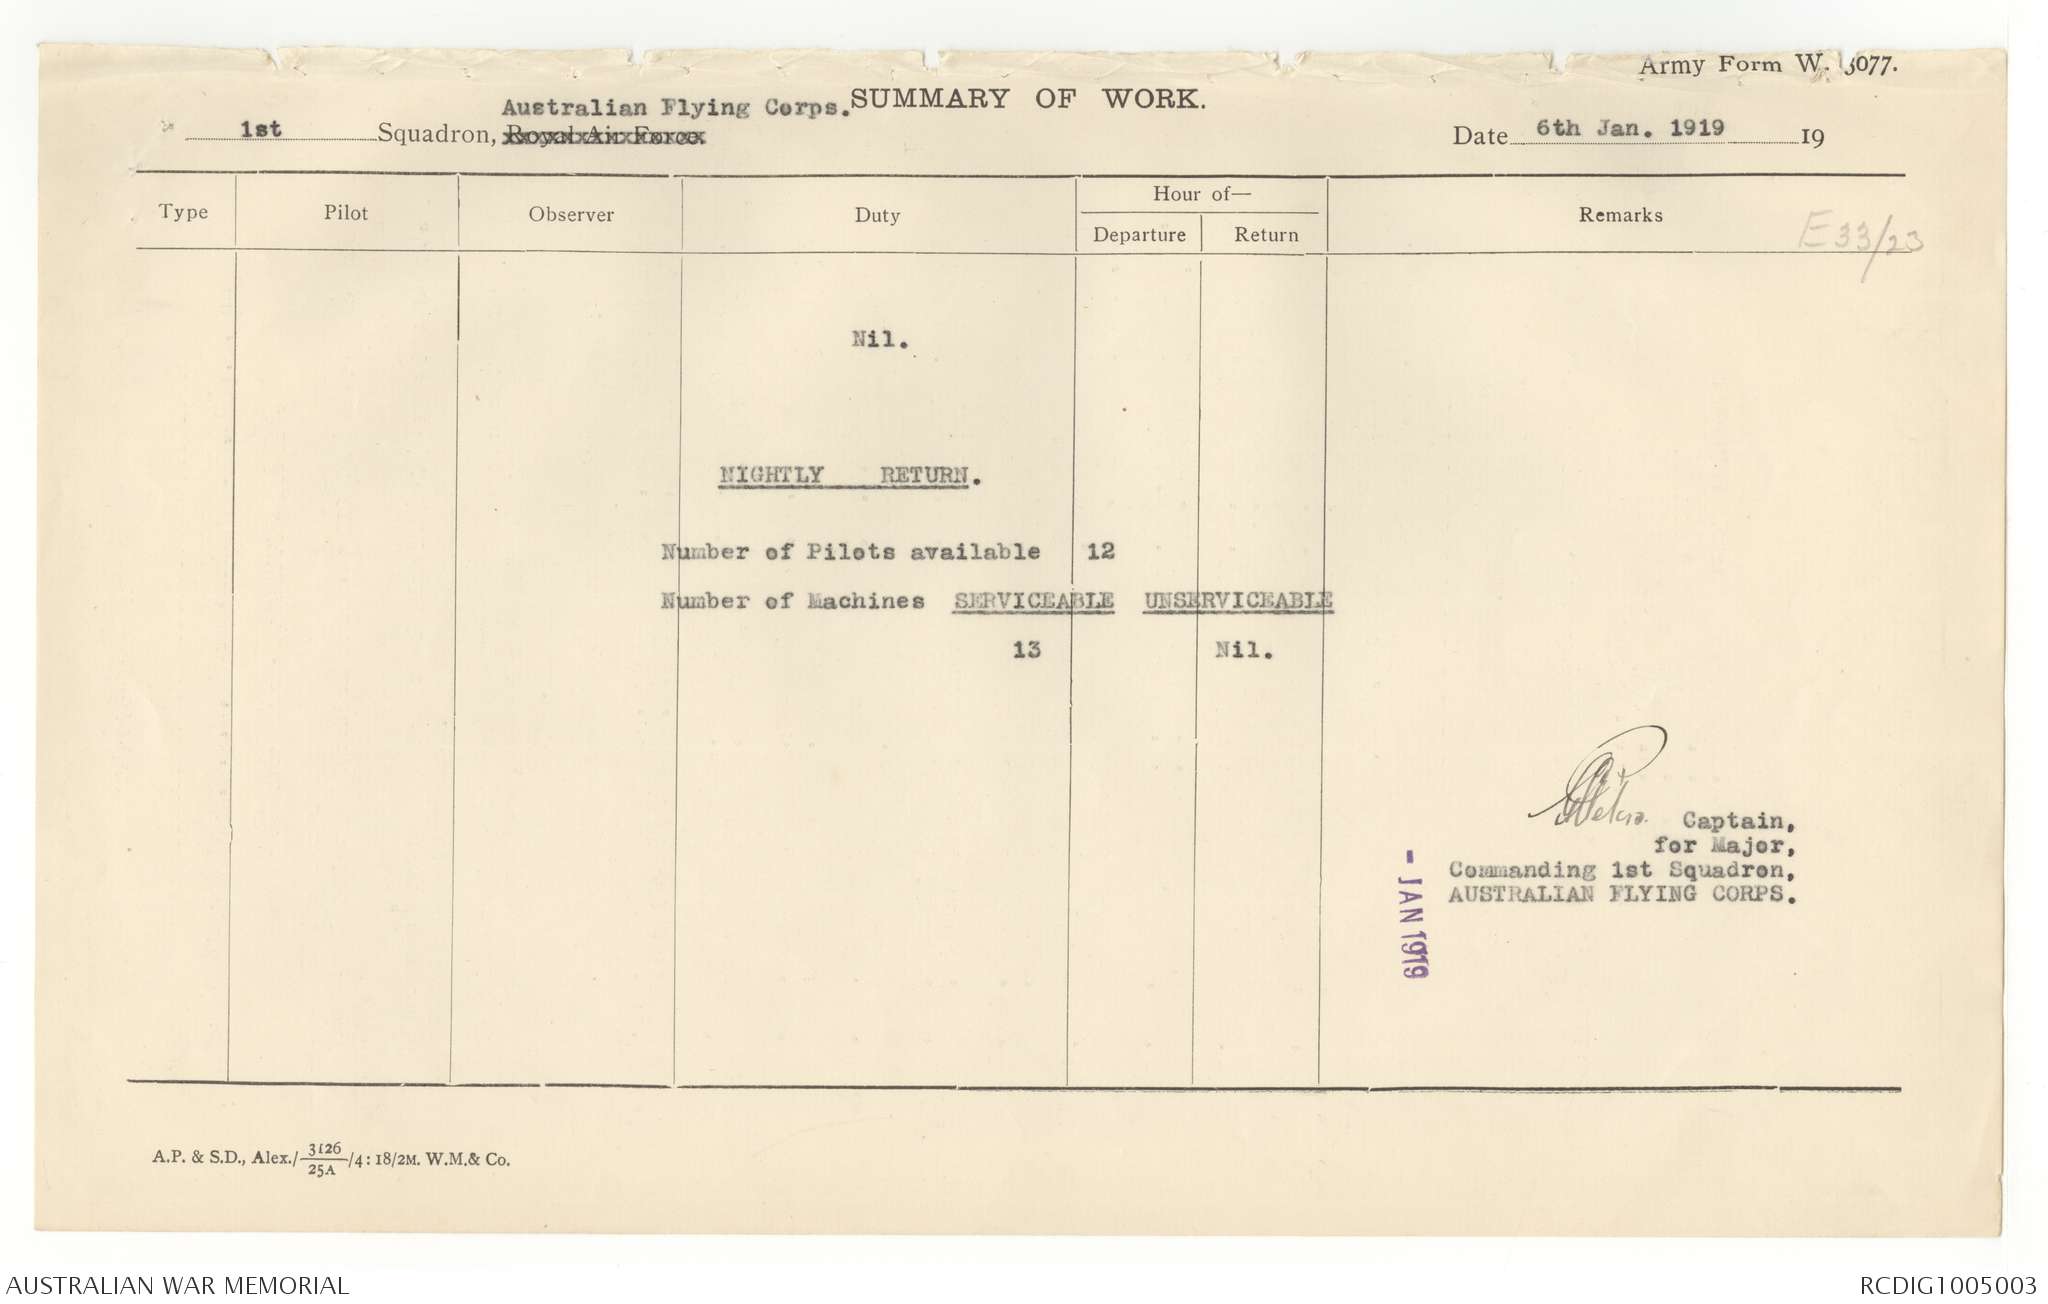 Army Form W. 3077.
SUMMARY OF WORK.
Australian Flying Corps.
1st Squadron, Royal Air Force.
Date 6th Jan. 1919 19
Type Pilot Observer Duty Hour of— Departure Return Remarks
E 33/23
Nil.
NIGHTLY RETURN.
Number of Pilots available 12
Number of Machines SERVICEABLE UNSERVICEABLE
13 Nil.
Captain,
for Major,
Commanding 1st Squadron,
AUSTRALIAN FLYING CORPS.
- JAN 1919
A.P. & S.D., Alex./3126/25A/4: 18/2M. W.M.& Co.
AUSTRALIAN WAR MEMORIAL
RCDIG1005003